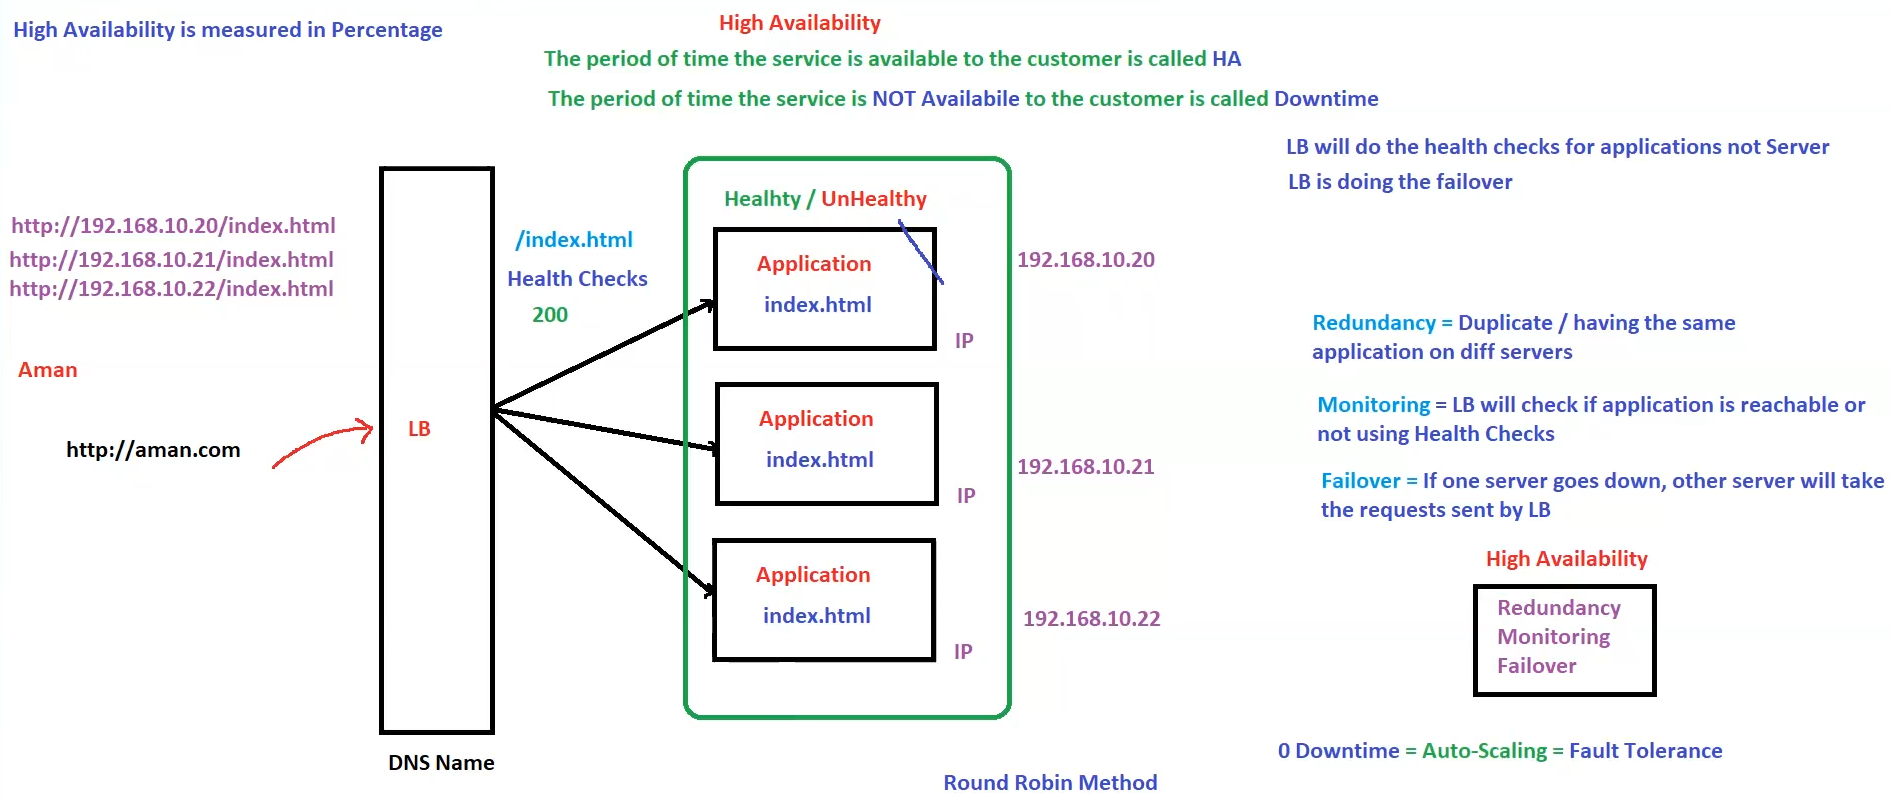 High Availability is measured in Percentage
High Availability
The period of time the service is available to the customer is called HA
The period of time the service is NOT Availabile to the customer is called Downtime
LB will do the health checks for applications not Server
LB is doing the failover
http://192.168.10.20/index.html
http://192.168.10.21/index.html
http://192.168.10.22/index.html
Aman
http://aman.com
LB
DNS Name
/index.html
Health Checks
200
Healhty / UnHealthy
Application
index.html
IP
192.168.10.20
Application
index.html
IP
192.168.10.21
Application
index.html
IP
192.168.10.22
Round Robin Method
Redundancy = Duplicate / having the same
application on diff servers
Monitoring = LB will check if application is reachable or
not using Health Checks
Failover = If one server goes down, other server will take
the requests sent by LB
High Availability
Redundancy
Monitoring
Failover
0 Downtime = Auto-Scaling = Fault Tolerance